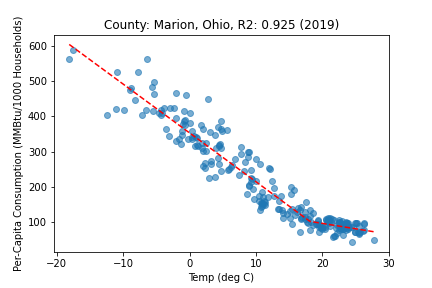 County: Marion, Ohio, R2: 0.925 (2019)
Per-Capita Consumption (MMBtu/1000 Households)
600
500
400
300
200
100
−20 −10 0 10 20 30
Temp (deg C)